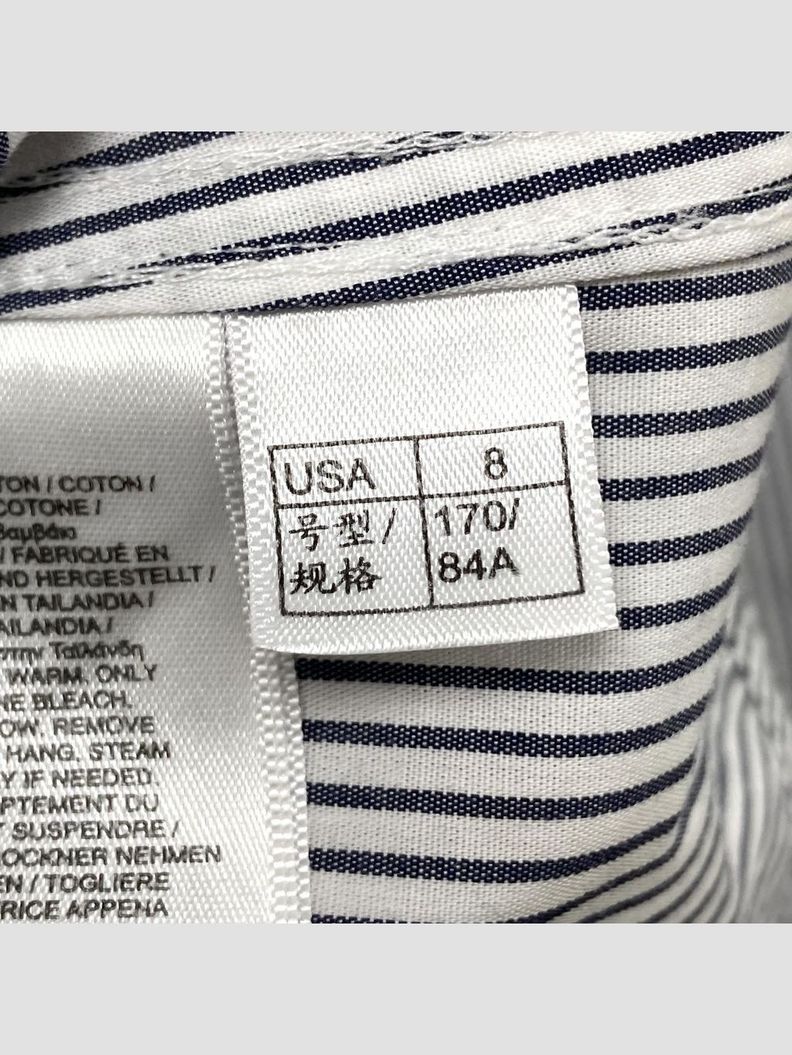 TON / COTON /
COTONE /
βαμβάκι
/ FABRIQUÉ EN
ND HERGESTELLT /
EN TAILANDIA /
AILANDIA /
στην Ταϊλάνδη
WARM. ONLY
NE BLEACH.
OW. REMOVE
HANG. STEAM
Y IF NEEDED.
PTEMENT DU
T SUSPENDRE /
ROCKNER NEHMEN
EN / TOGLIERE
RICE APPENA
USA 8
号型/ 170/
规格 84A